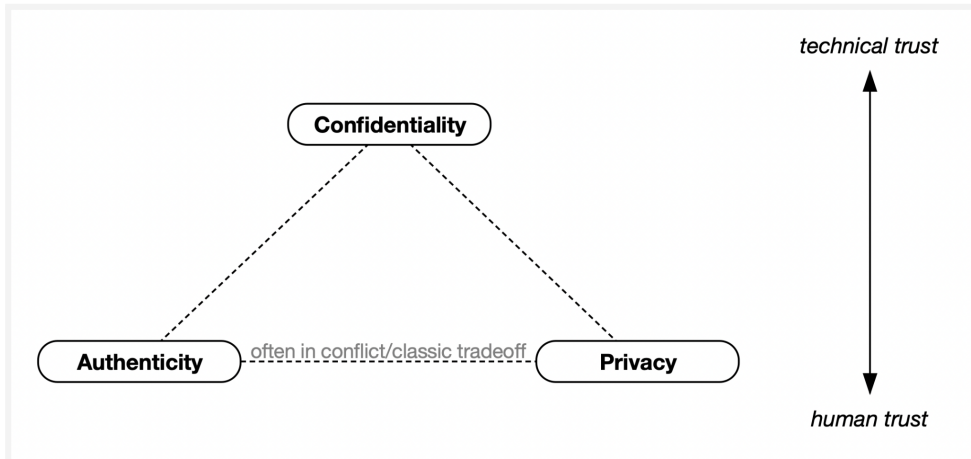 technical trust
Confidentiality
often in conflict/classic tradeoff
Authenticity
Privacy
human trust